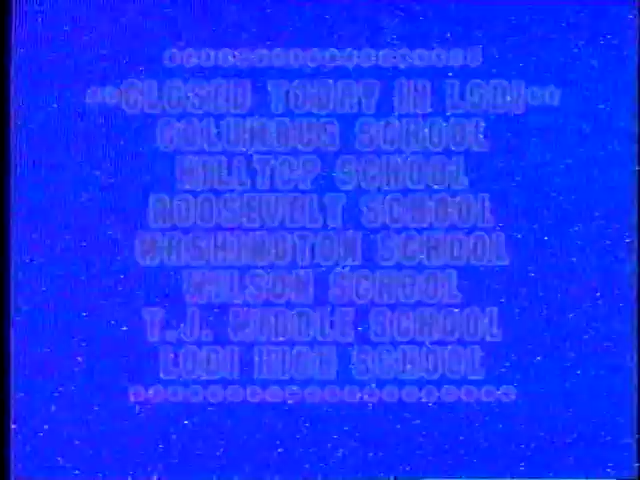 **CLOSED TODAY IN LODI**
COLUMBUS SCHOOL
HILLTOP SCHOOL
ROOSEVELT SCHOOL
WASHINGTON SCHOOL
WILSON SCHOOL
T.J. MIDDLE SCHOOL
LODI HIGH SCHOOL